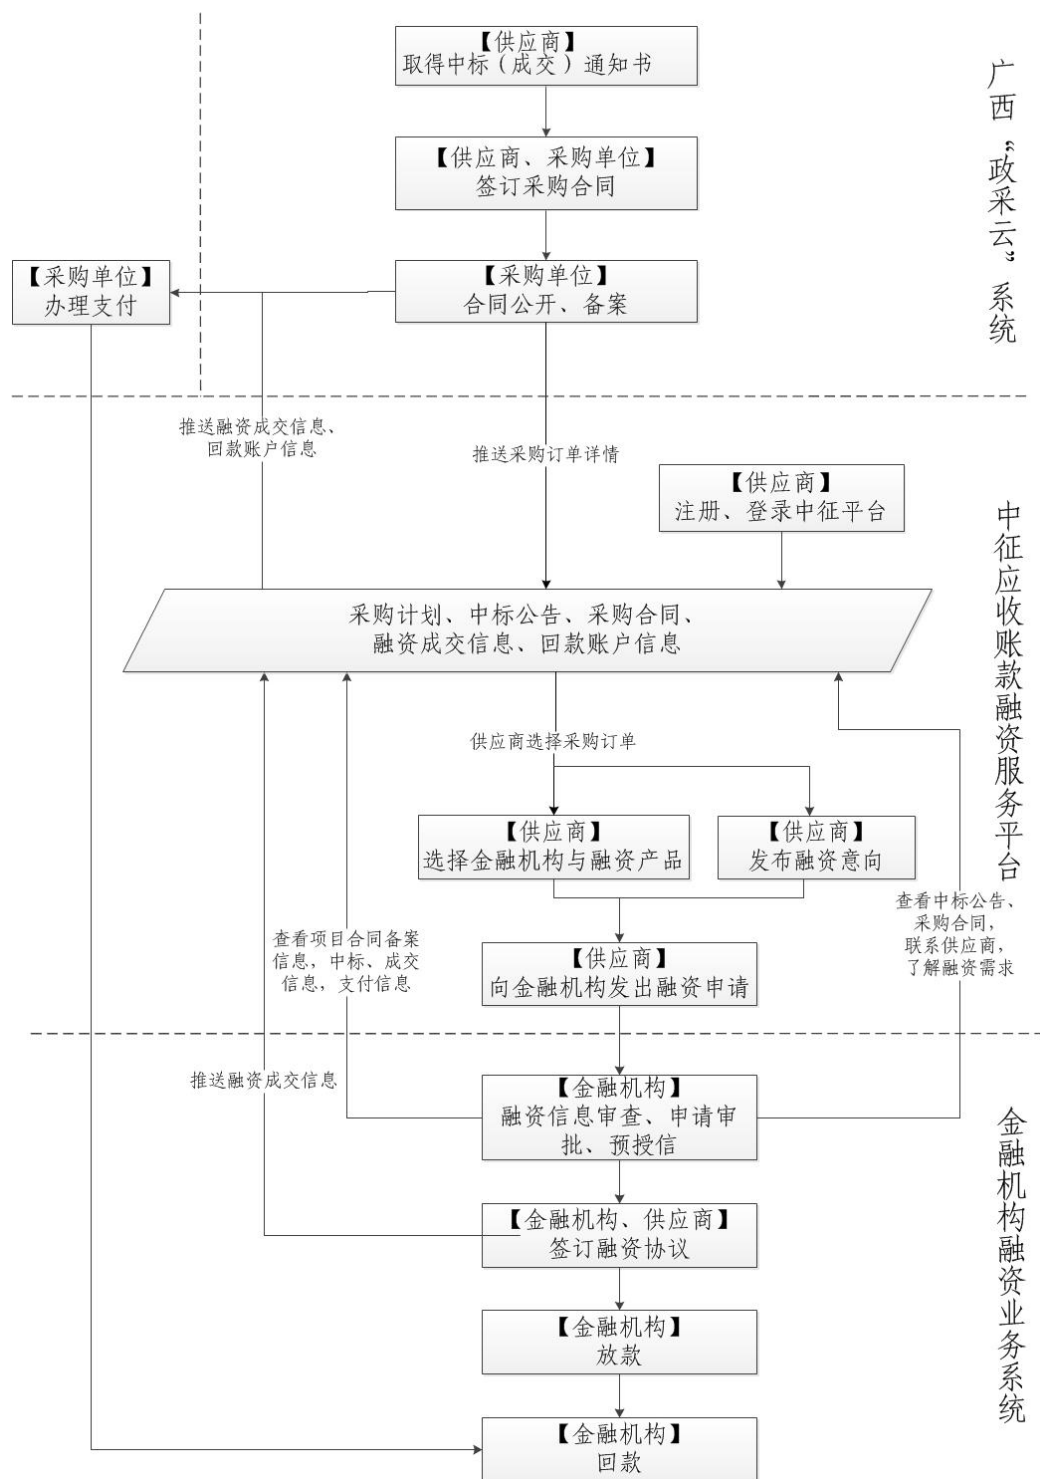 【供应商】
取得中标（成交）通知书
广西“政采云”系统
【供应商、采购单位】
签订采购合同
【采购单位】
办理支付
【采购单位】
合同公开、备案
推送融资成交信息、
回款账户信息
推送采购订单详情
【供应商】
注册、登录中征平台
中征应收账款融资服务平台
采购计划、中标公告、采购合同、
融资成交信息、回款账户信息
供应商选择采购订单
【供应商】
选择金融机构与融资产品
【供应商】
发布融资意向
查看中标公告、
采购合同，
联系供应商，
了解融资需求
查看项目合同备案
信息，中标、成交
信息，支付信息
【供应商】
向金融机构发出融资申请
推送融资成交信息
【金融机构】
融资信息审查、申请审
批、预授信
金融机构融资业务系统
【金融机构、供应商】
签订融资协议
【金融机构】
放款
【金融机构】
回款